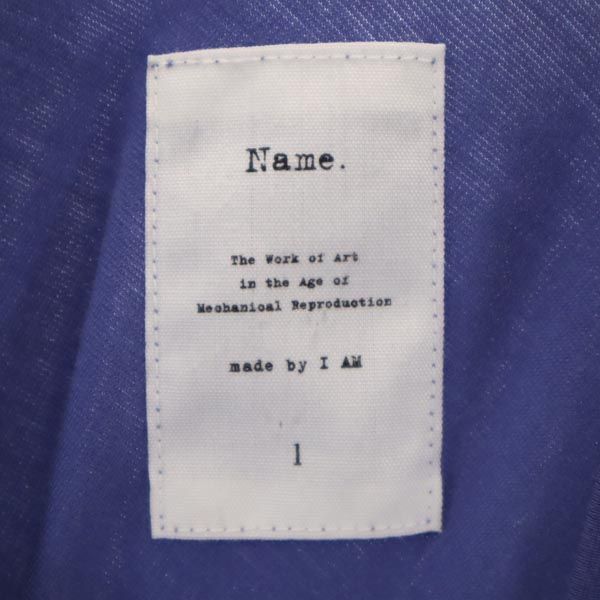 Name.
The Work of Art
in the Age of
Mechanical Reproduction
made by I AM
1